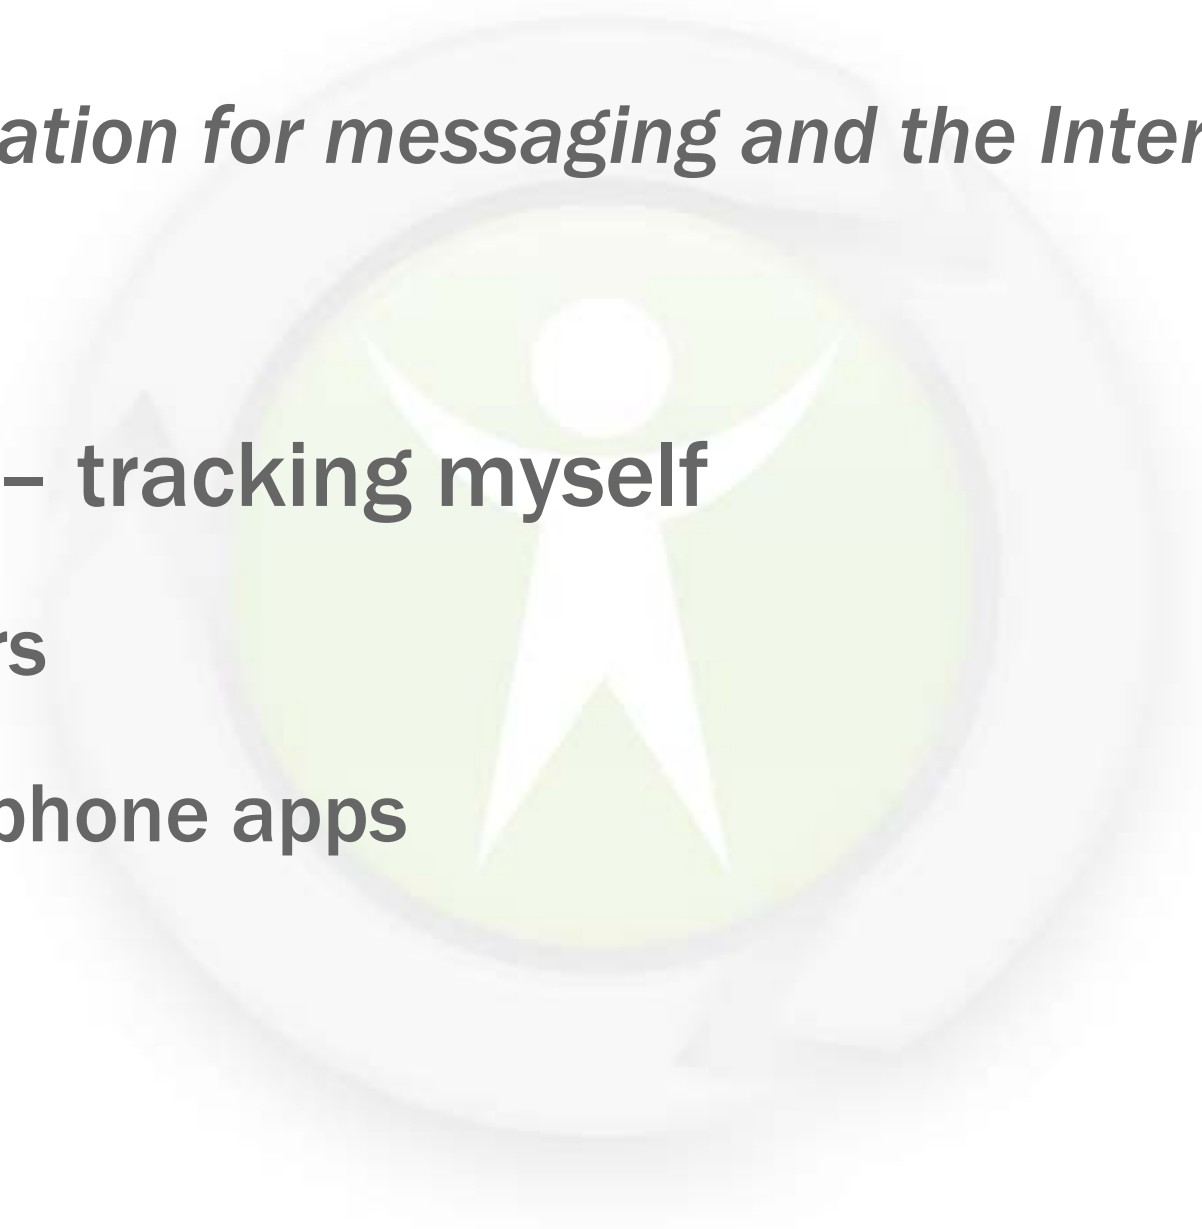 ation for messaging and the Inter
– tracking myself
rs
phone apps